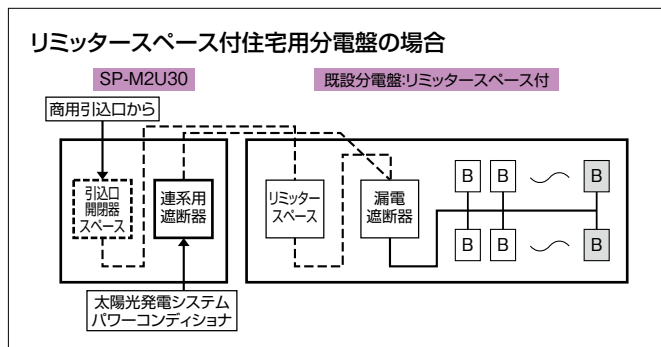 リミッタースペース付住宅用分電盤の場合
SP-M2U30
既設分電盤:リミッタースペース付
商用引込口から
引込口
開閉器
スペース
連系用
遮断器
リミッター
スペース
漏電
遮断器
B
B
B
B
B
B
太陽光発電システム
パワーコンディショナ